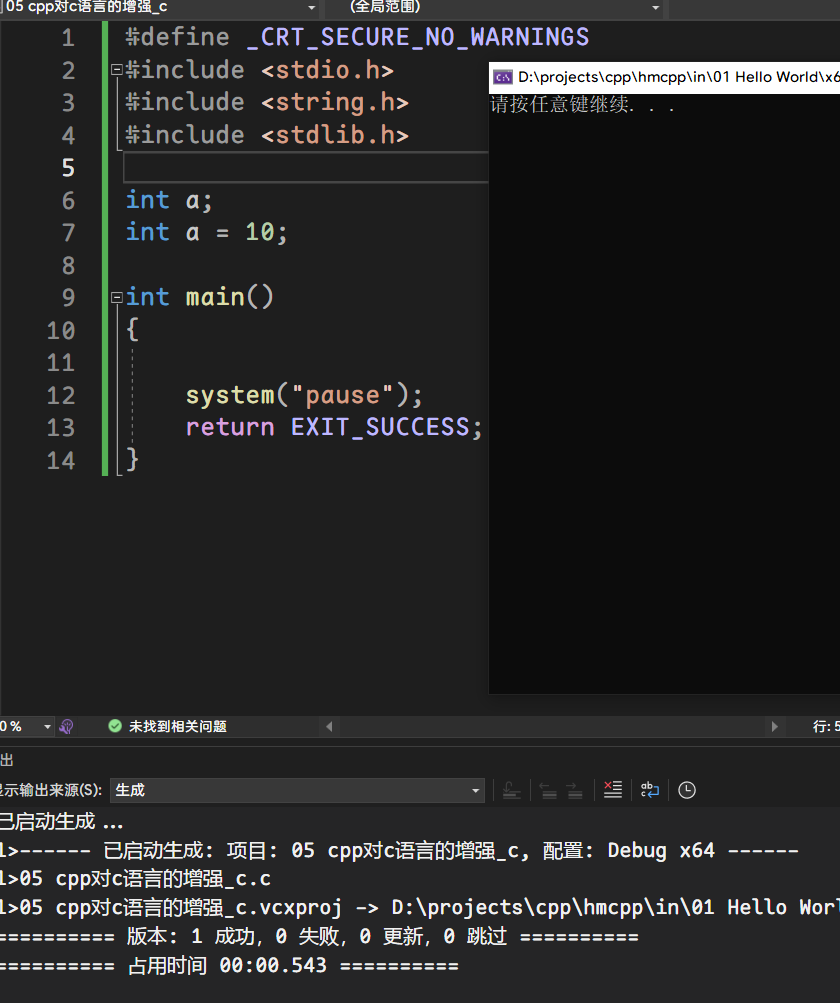 05 cpp对c语言的增强_c
(全局范围)
1 #define _CRT_SECURE_NO_WARNINGS
2 #include <stdio.h>
3 #include <string.h>
4 #include <stdlib.h>
5
6 int a;
7 int a = 10;
8
9 int main()
10 {
11
12 system("pause");
13 return EXIT_SUCCESS;
14 }
D:\projects\cpp\hmcpp\in\01 Hello World\x6
请按任意键继续. . .
0 % 未找到相关问题 行: 5
出
显示输出来源(S): 生成
已启动生成 ...
1>------ 已启动生成: 项目: 05 cpp对c语言的增强_c, 配置: Debug x64 ------
1>05 cpp对c语言的增强_c.c
1>05 cpp对c语言的增强_c.vcxproj -> D:\projects\cpp\hmcpp\in\01 Hello Worl
========== 版本: 1 成功, 0 失败, 0 更新, 0 跳过 ==========
========== 占用时间 00:00.543 ==========